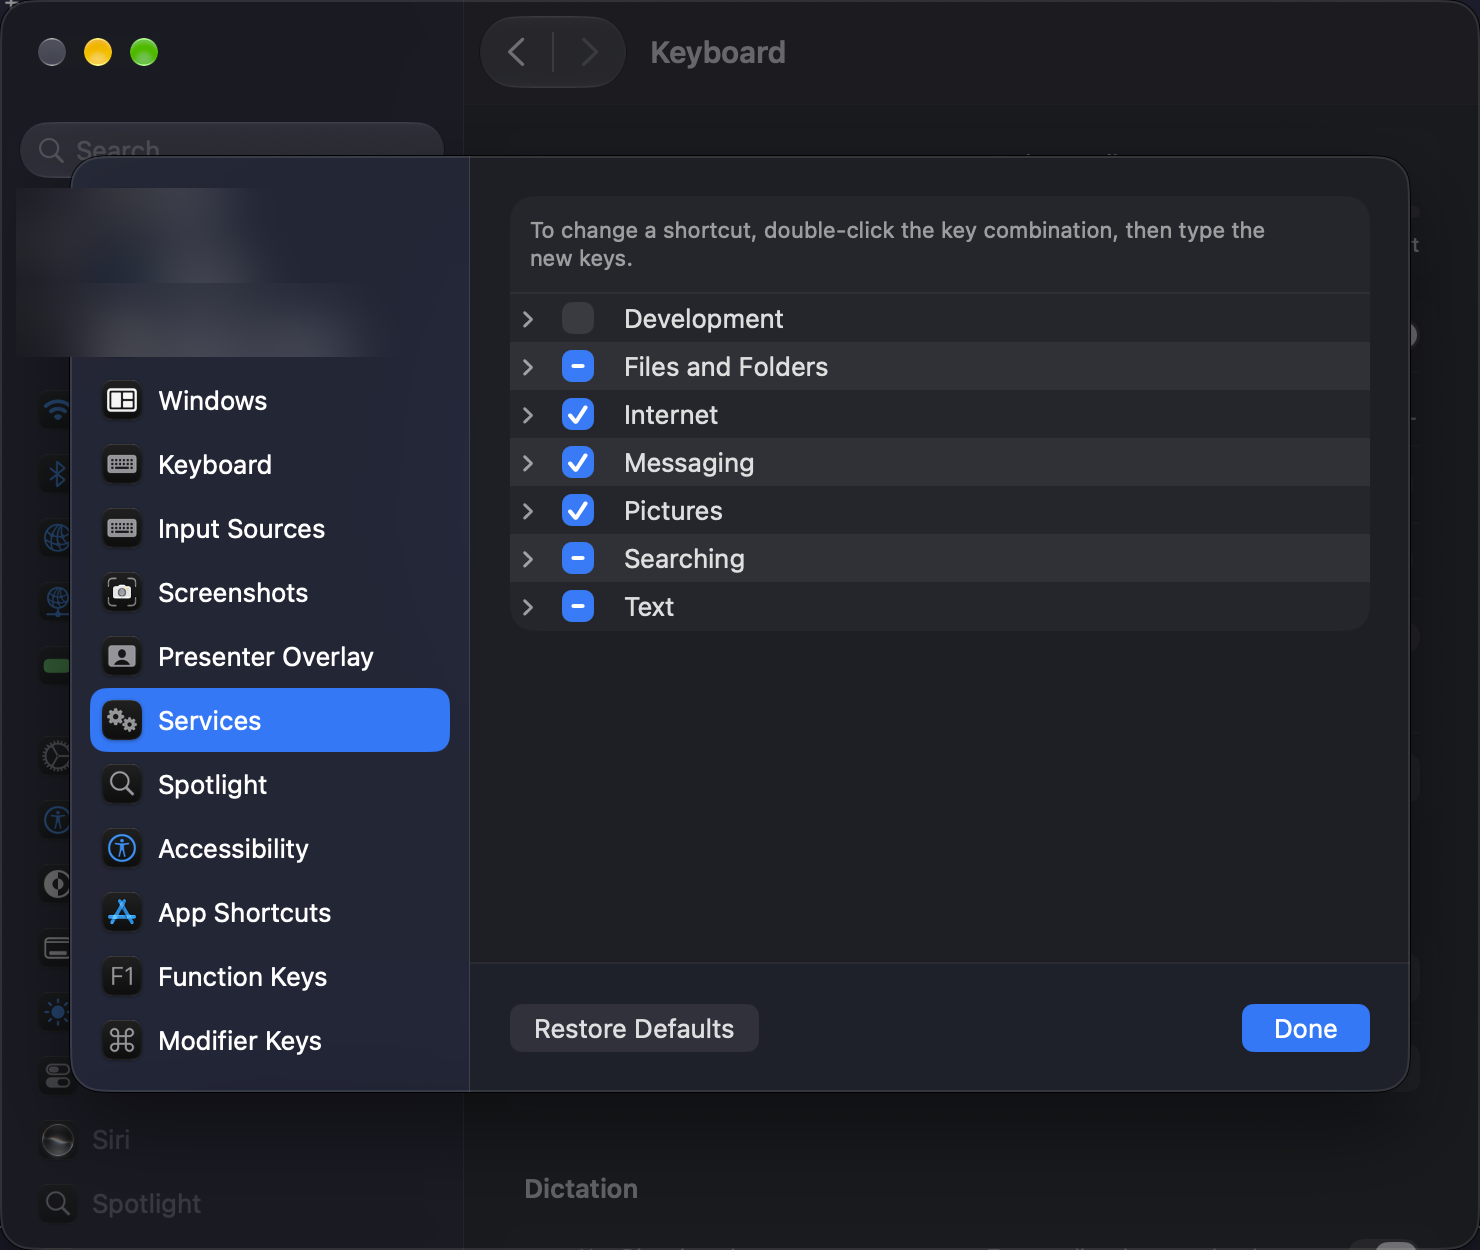 Keyboard
Search
To change a shortcut, double-click the key combination, then type the
new keys.
Development
Files and Folders
Internet
Messaging
Pictures
Searching
Text
Windows
Keyboard
Input Sources
Screenshots
Presenter Overlay
Services
Spotlight
Accessibility
App Shortcuts
F1 Function Keys
Modifier Keys
Restore Defaults
Done
Siri
Spotlight
Dictation